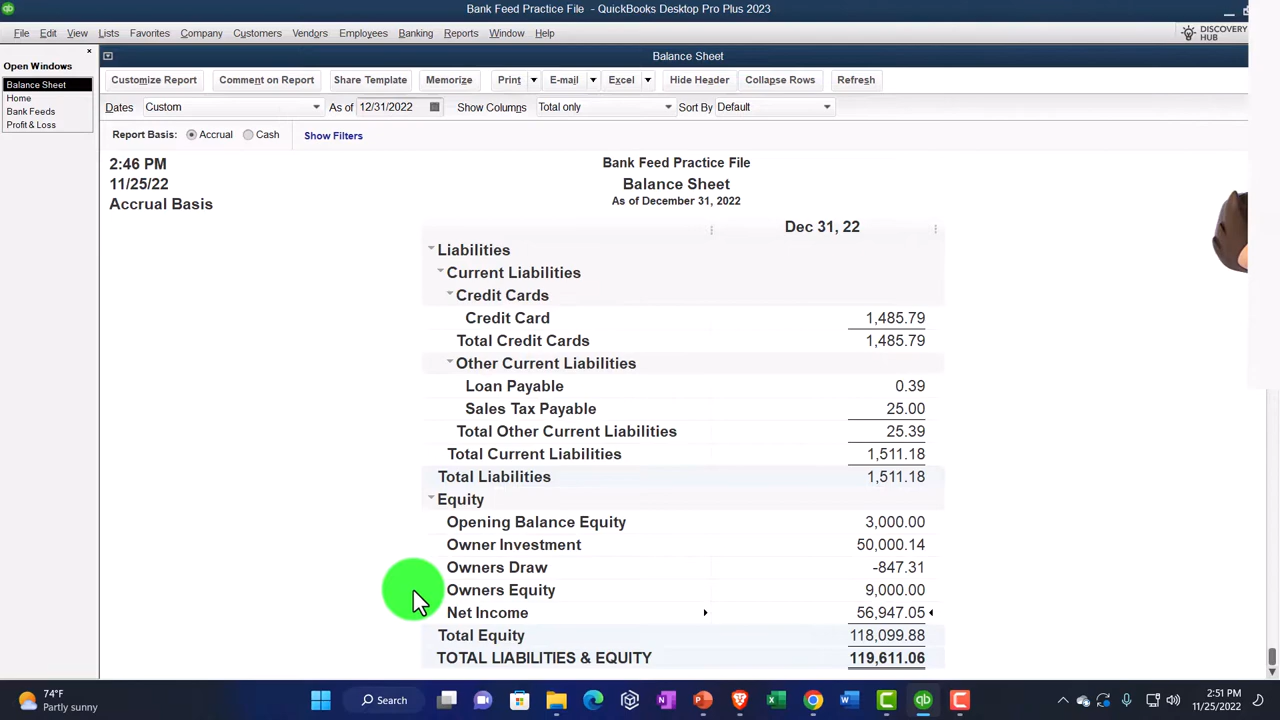 Bank Feed Practice File - QuickBooks Desktop Pro Plus 2023
File Edit View Lists Favorites Company Customers Vendors Employees Banking Reports Window Help
DISCOVERY
HUB
Open Windows
Balance Sheet
Home
Bank Feeds
Profit & Loss
Balance Sheet
Customize Report Comment on Report Share Template Memorize Print E-mail Excel Hide Header Collapse Rows Refresh
Dates Custom As of 12/31/2022 Show Columns Total only Sort By Default
Report Basis: Accrual Cash Show Filters
2:46 PM
11/25/22
Accrual Basis
Bank Feed Practice File
Balance Sheet
As of December 31, 2022
Dec 31, 22
Liabilities
Current Liabilities
Credit Cards
Credit Card 1,485.79
Total Credit Cards 1,485.79
Other Current Liabilities
Loan Payable 0.39
Sales Tax Payable 25.00
Total Other Current Liabilities 25.39
Total Current Liabilities 1,511.18
Total Liabilities 1,511.18
Equity
Opening Balance Equity 3,000.00
Owner Investment 50,000.14
Owners Draw -847.31
Owners Equity 9,000.00
Net Income 56,947.05
Total Equity 118,099.88
TOTAL LIABILITIES & EQUITY 119,611.06
74°F
Partly sunny
Search
2:51 PM
11/25/2022